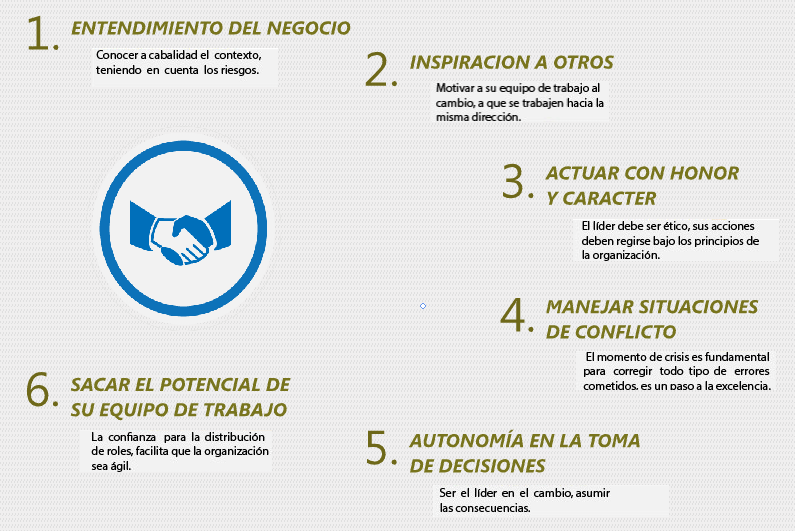 1. ENTENDIMIENTO DEL NEGOCIO
Conocer a cabalidad el contexto,
teniendo en cuenta los riesgos.
2. INSPIRACION A OTROS
Motivar a su equipo de trabajo al
cambio, a que se trabajen hacia la
misma dirección.
3. ACTUAR CON HONOR
Y CARACTER
El líder debe ser ético, sus acciones
deben regirse bajo los principios de
la organización.
4. MANEJAR SITUACIONES
DE CONFLICTO
El momento de crisis es fundamental
para corregir todo tipo de errores
cometidos. es un paso a la excelencia.
5. AUTONOMÍA EN LA TOMA
DE DECISIONES
Ser el líder en el cambio, asumir
las consecuencias.
6. SACAR EL POTENCIAL DE
SU EQUIPO DE TRABAJO
La confianza para la distribución
de roles, facilita que la organización
sea ágil.